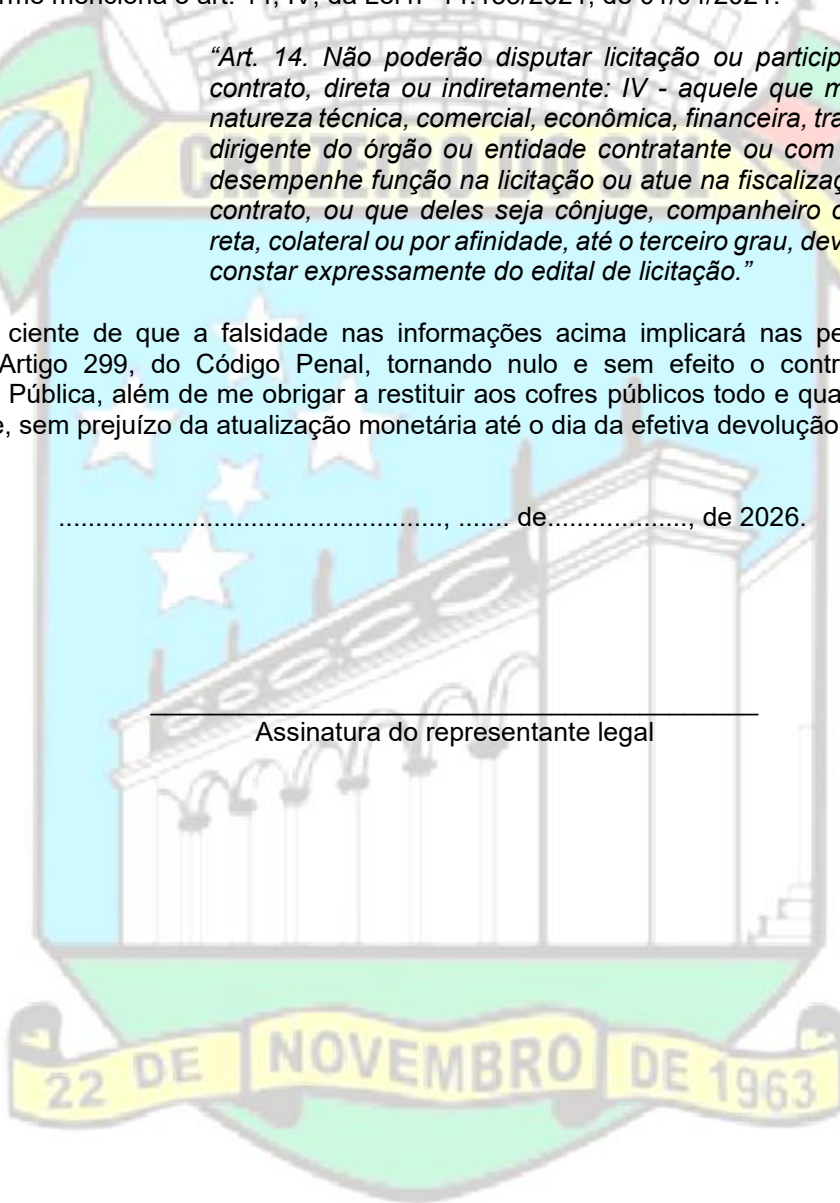 “Art. 14. Não poderão disputar licitação ou particip
contrato, direta ou indiretamente: IV - aquele que m
natureza técnica, comercial, econômica, financeira, tra
dirigente do órgão ou entidade contratante ou com
desempenhe função na licitação ou atue na fiscalizaç
contrato, ou que deles seja cônjuge, companheiro o
reta, colateral ou por afinidade, até o terceiro grau, dev
constar expressamente do edital de licitação.”
ciente de que a falsidade nas informações acima implicará nas pe
Artigo 299, do Código Penal, tornando nulo e sem efeito o contr
Pública, além de me obrigar a restituir aos cofres públicos todo e qua
, sem prejuízo da atualização monetária até o dia da efetiva devolução
...................................................., ....... de..................., de 2026.
Assinatura do representante legal
22 DE NOVEMBRO DE 1963